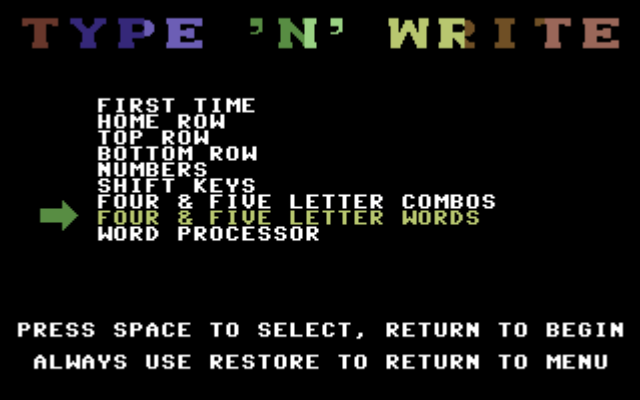 TYPE 'N' WRITE
FIRST TIME
HOME ROW
TOP ROW
BOTTOM ROW
NUMBERS
SHIFT KEYS
FOUR & FIVE LETTER COMBOS
FOUR & FIVE LETTER WORDS
WORD PROCESSOR
PRESS SPACE TO SELECT, RETURN TO BEGIN
ALWAYS USE RESTORE TO RETURN TO MENU